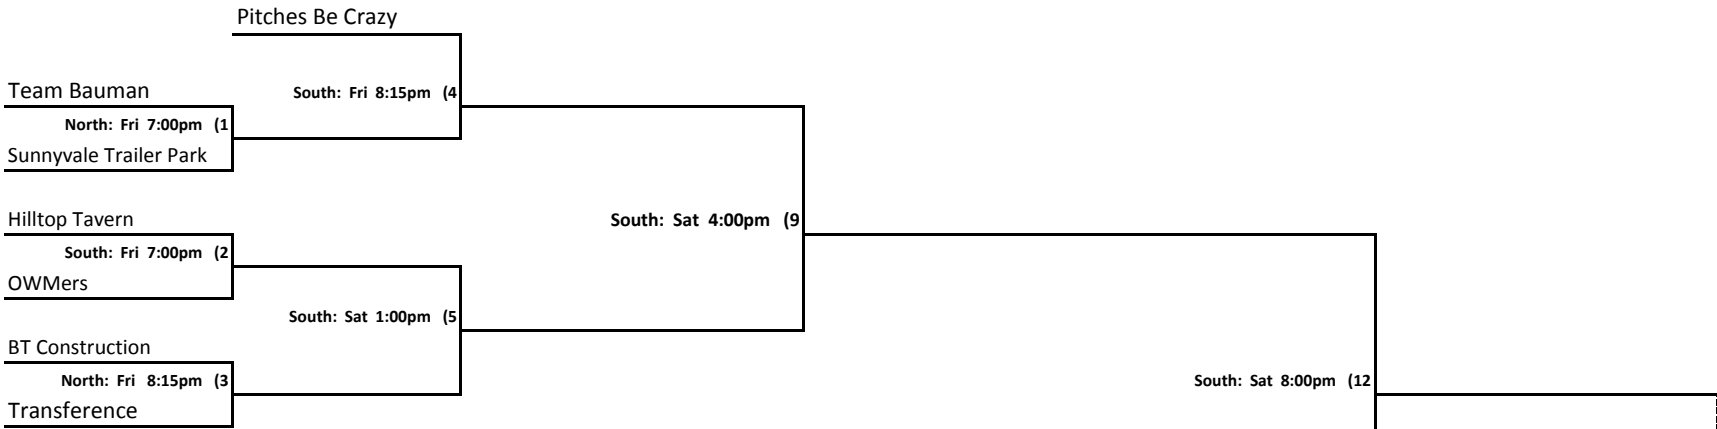 Pitches Be Crazy
Team Bauman
South: Fri 8:15pm (4
North: Fri 7:00pm (1
Sunnyvale Trailer Park
Hilltop Tavern
South: Sat 4:00pm (9
South: Fri 7:00pm (2
OWMers
South: Sat 1:00pm (5
BT Construction
North: Fri 8:15pm (3
South: Sat 8:00pm (12
Transference